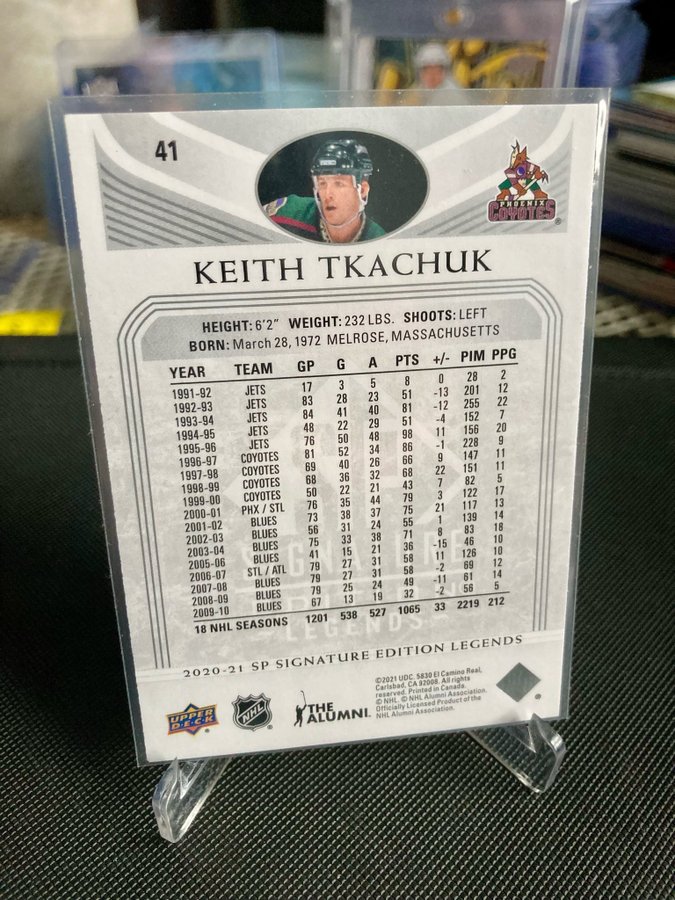 41
PHOENIX
COYOTES
KEITH TKACHUK
HEIGHT: 6'2" WEIGHT: 232 LBS. SHOOTS: LEFT
BORN: March 28, 1972 MELROSE, MASSACHUSETTS
YEAR TEAM GP G A PTS +/- PIM PPG
1991-92 JETS 17 3 5 8 0 28 2
1992-93 JETS 83 28 23 51 -13 201 12
1993-94 JETS 84 41 40 81 -12 255 22
1994-95 JETS 48 22 29 51 -4 152 7
1995-96 JETS 76 50 48 98 11 156 20
1996-97 COYOTES 81 52 34 86 -1 228 9
1997-98 COYOTES 69 40 26 66 9 147 11
1998-99 COYOTES 68 36 32 68 22 151 11
1999-00 COYOTES 50 22 21 43 7 82 5
2000-01 PHX / STL 76 35 44 79 3 122 17
2001-02 BLUES 73 38 37 75 21 117 13
2002-03 BLUES 56 31 24 55 1 139 14
2003-04 BLUES 75 33 38 71 8 83 18
2005-06 BLUES 41 15 21 36 -15 46 10
2006-07 STL / ATL 79 27 31 58 11 126 10
2007-08 BLUES 79 27 31 58 -2 69 12
2008-09 BLUES 79 25 24 49 -11 61 14
2009-10 BLUES 67 13 19 32 -2 56 5
18 NHL SEASONS 1201 538 527 1065 33 2219 212
SIGNATURE
LEGENDS
2020-21 SP SIGNATURE EDITION LEGENDS
UPPER
DECK
NHL
THE
ALUMNI
©2021 UDC. 5830 El Camino Real,
Carlsbad, CA 92008. All rights
reserved. Printed in Canada.
© NHL. © NHL Alumni Association.
Officially Licensed Product of the
NHL Alumni Association.